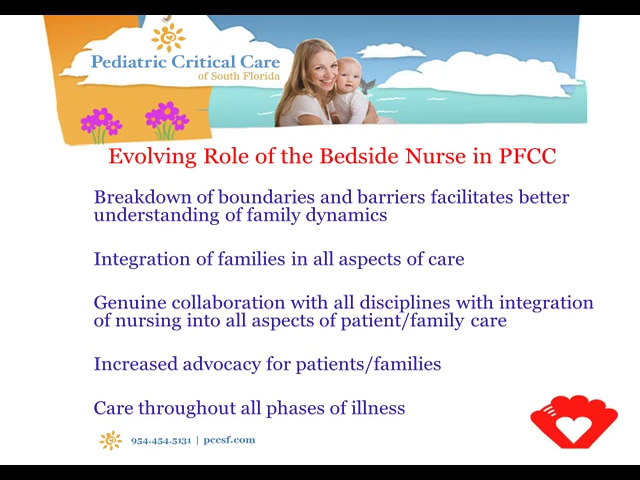 Pediatric Critical Care
of South Florida
Evolving Role of the Bedside Nurse in PFCC
Breakdown of boundaries and barriers facilitates better
understanding of family dynamics
Integration of families in all aspects of care
Genuine collaboration with all disciplines with integration
of nursing into all aspects of patient/family care
Increased advocacy for patients/families
Care throughout all phases of illness
954.454.5131 | pccsf.com